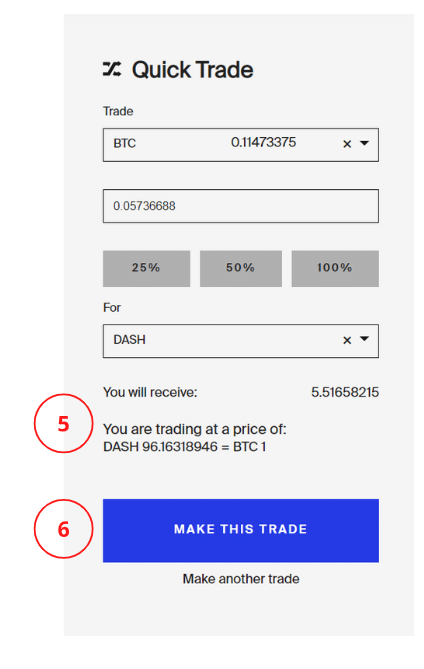 Quick Trade
Trade
BTC 0.11473375 ×
0.05736688
25% 50% 100%
For
DASH ×
You will receive: 5.51658215
5
You are trading at a price of:
DASH 96.16318946 = BTC 1
6
MAKE THIS TRADE
Make another trade